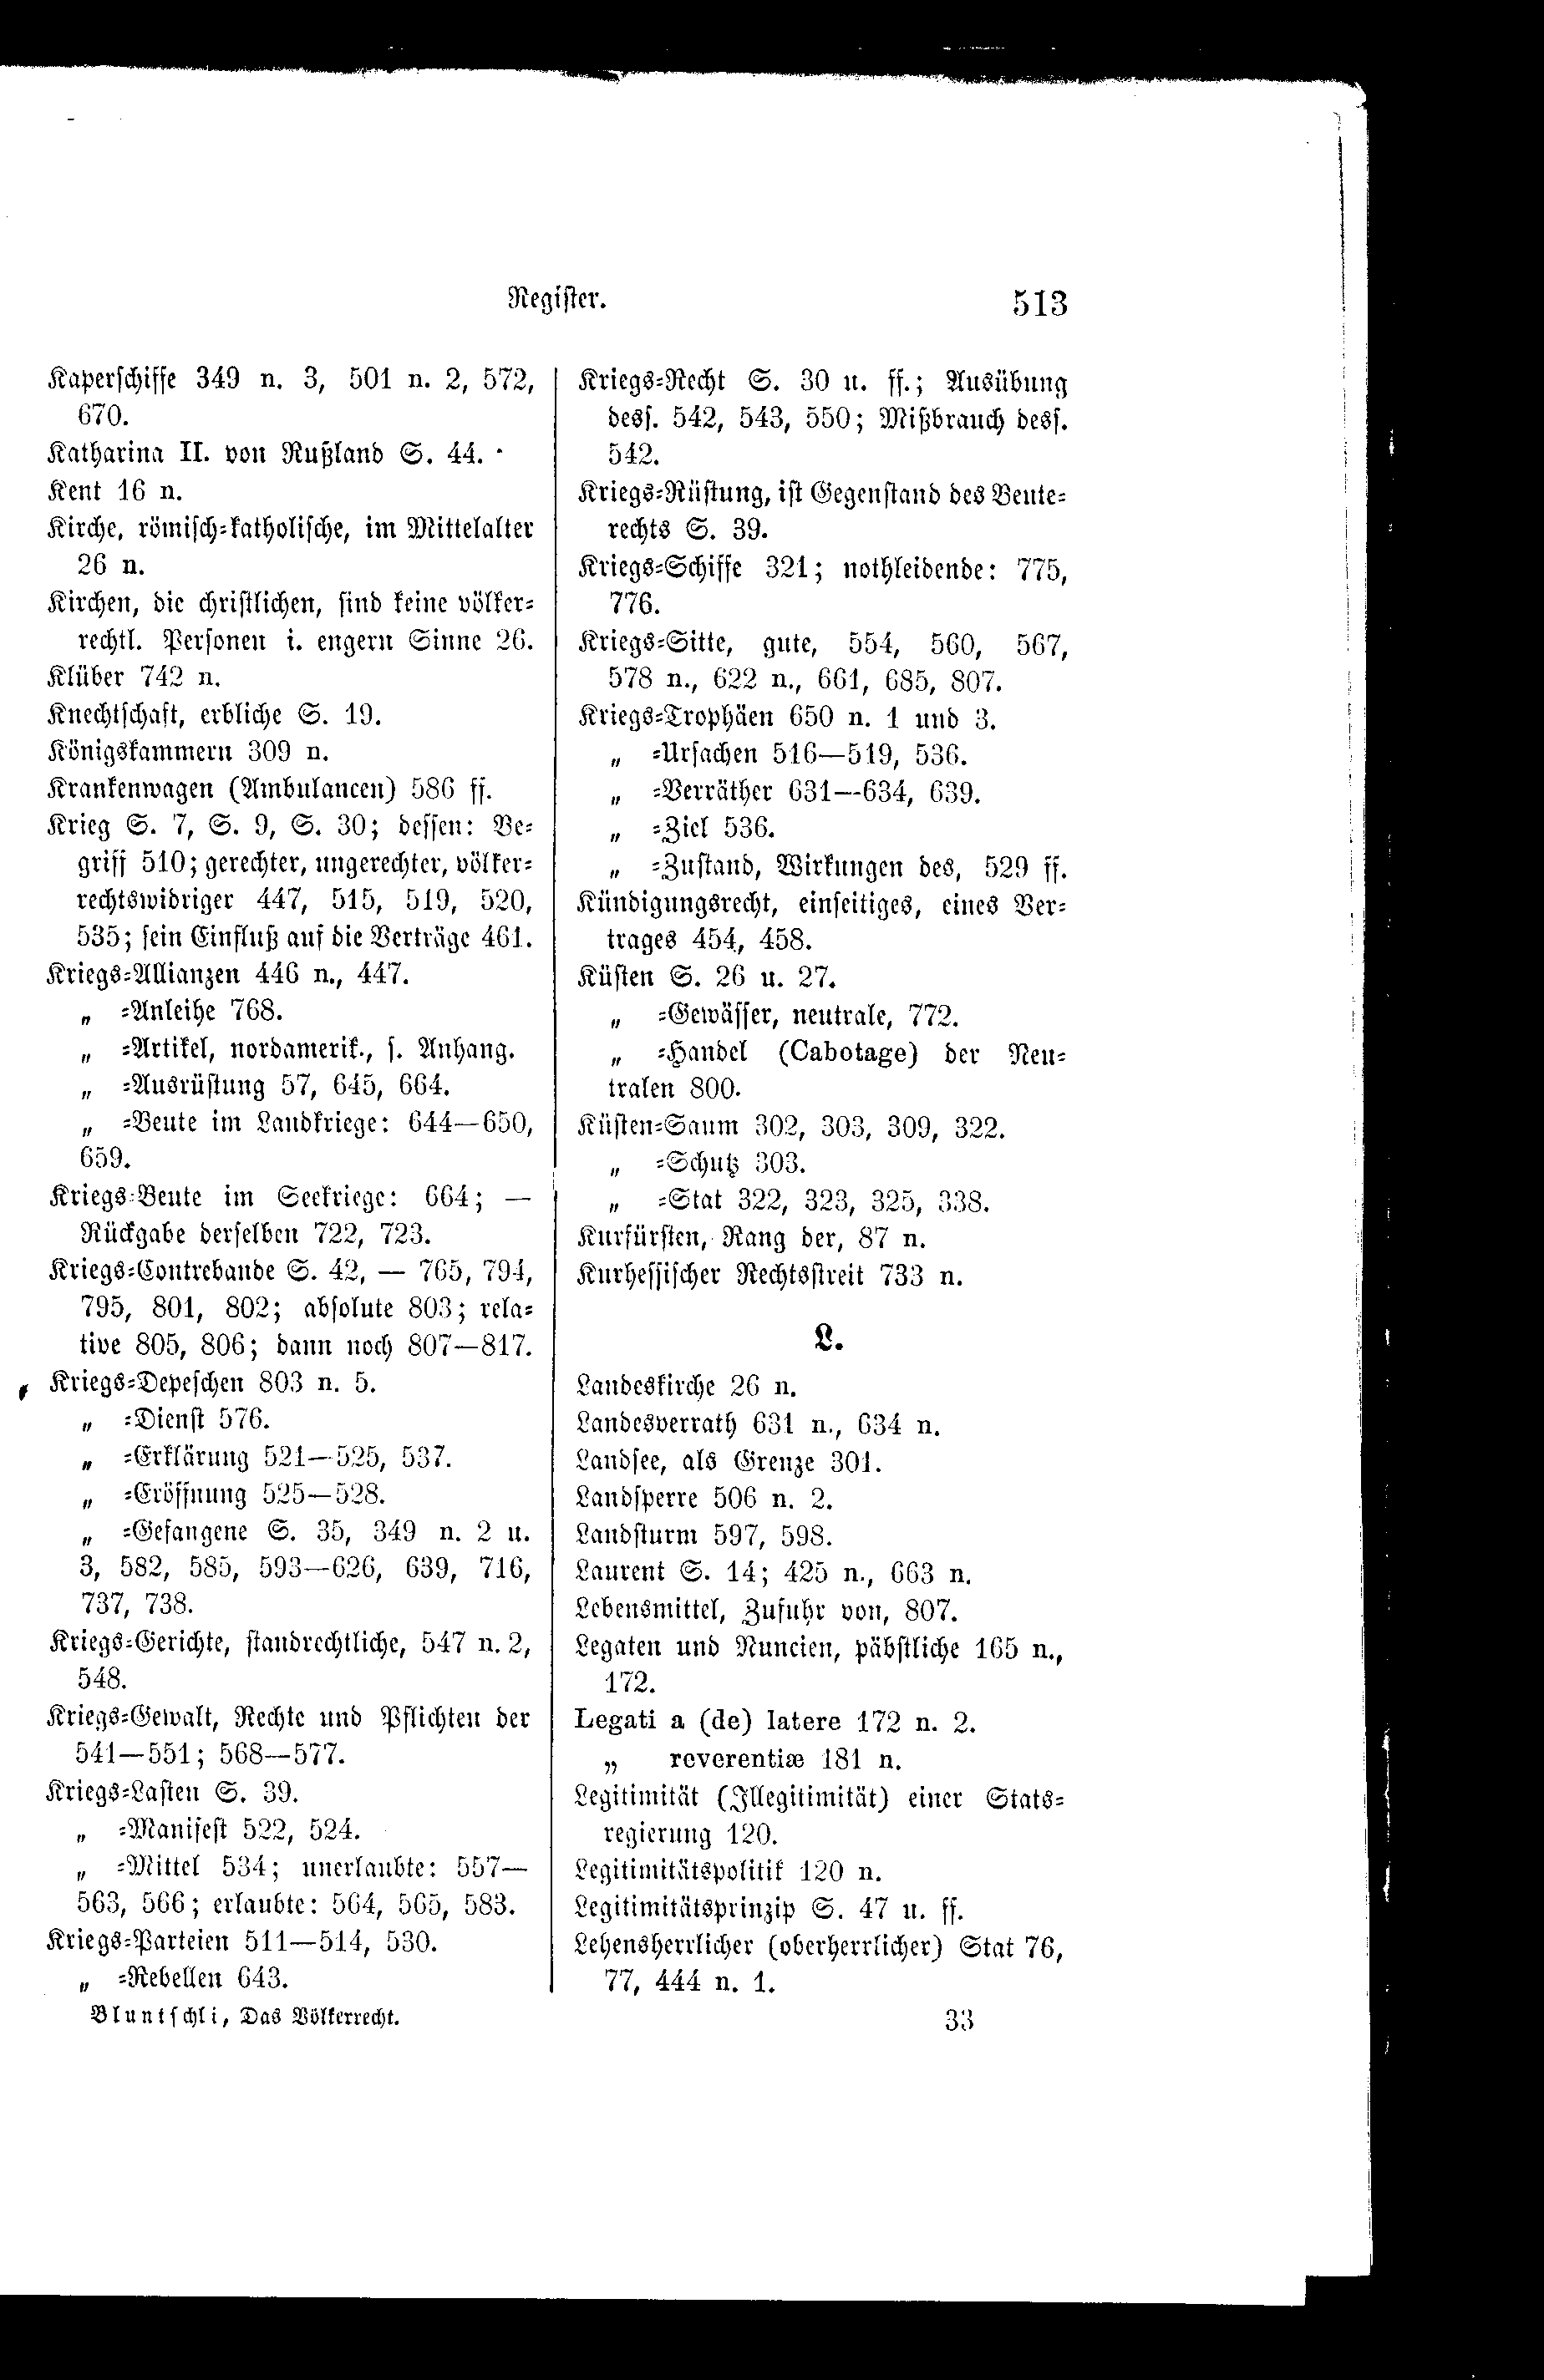 Register.
513
Kaperschiffe 349 n. 3, 501 n. 2, 572,
670.
Katharina II. von Rußland S. 44.
Kent 16 n.
Kirche, römisch=katholische, im Mittelalter
26 n.
Kirchen, die christlichen, sind keine völker=
rechtl. Personen i. engern Sinne 26.
Klüber 742 n.
Knechtschaft, erbliche S. 19.
Königskammern 309 n.
Krankenwagen (Ambulancen) 586 ff.
Krieg S. 7, S. 9, S. 30; dessen: Be=
griff 510; gerechter, ungerechter, völker=
rechtswidriger 447, 515, 519, 520,
535; sein Einfluß auf die Verträge 461.
Kriegs=Allianzen 446 n., 447.
„ =Anleihe 768.
„ =Artikel, nordamerik., s. Anhang.
„ =Ausrüstung 57, 645, 664.
„ =Beute im Landkriege: 644—650,
659.
Kriegs=Beute im Seekriege: 664; —
Rückgabe derselben 722, 723.
Kriegs=Contrebande S. 42, — 765, 794,
795, 801, 802; absolute 803; rela=
tive 805, 806; dann noch 807—817.
Kriegs=Depeschen 803 n. 5.
„ =Dienst 576.
„ =Erklärung 521—525, 537.
„ =Eröffnung 525—528.
„ =Gefangene S. 35, 349 n. 2 u.
3, 582, 585, 593—626, 639, 716,
737, 738.
Kriegs=Gerichte, standrechtliche, 547 n. 2,
548.
Kriegs=Gewalt, Rechte und Pflichten der
541—551; 568—577.
Kriegs=Lasten S. 39.
„ =Manifest 522, 524.
„ =Mittel 534; unerlaubte: 557—
563, 566; erlaubte: 564, 565, 583.
Kriegs=Parteien 511—514, 530.
„ =Rebellen 643.
Kriegs=Recht S. 30 u. ff.; Ausübung
dess. 542, 543, 550; Mißbrauch dess.
542.
Kriegs=Rüstung, ist Gegenstand des Beute=
rechts S. 39.
Kriegs=Schiffe 321; nothleidende: 775,
776.
Kriegs=Sitte, gute, 554, 560, 567,
578 n., 622 n., 661, 685, 807.
Kriegs=Trophäen 650 n. 1 und 3.
„ =Ursachen 516—519, 536.
„ =Verräther 631—634, 639.
„ =Ziel 536.
„ =Zustand, Wirkungen des, 529 ff.
Kündigungsrecht, einseitiges, eines Ver=
trages 454, 458.
Küsten S. 26 u. 27.
„ =Gewässer, neutrale, 772.
„ =Handel (Cabotage) der Neu=
tralen 800.
Küsten=Saum 302, 303, 309, 322.
„ =Schutz 303.
„ =Stat 322, 323, 325, 338.
Kurfürsten, Rang der, 87 n.
Kurhessischer Rechtsstreit 733 n.
L.
Landeskirche 26 n.
Landesverrath 631 n., 634 n.
Landsee, als Grenze 301.
Landsperre 506 n. 2.
Landsturm 597, 598.
Laurent S. 14; 425 n., 663 n.
Lebensmittel, Zufuhr von, 807.
Legaten und Nuncien, päbstliche 165 n.,
172.
Legati a (de) latere 172 n. 2.
„ reverentiæ 181 n.
Legitimität (Illegitimität) einer Stats=
regierung 120.
Legitimitätspolitik 120 n.
Legitimitätsprinzip S. 47 u. ff.
Lehensherrlicher (oberherrlicher) Stat 76,
77, 444 n. 1.
Bluntschli, Das Völkerrecht.
33